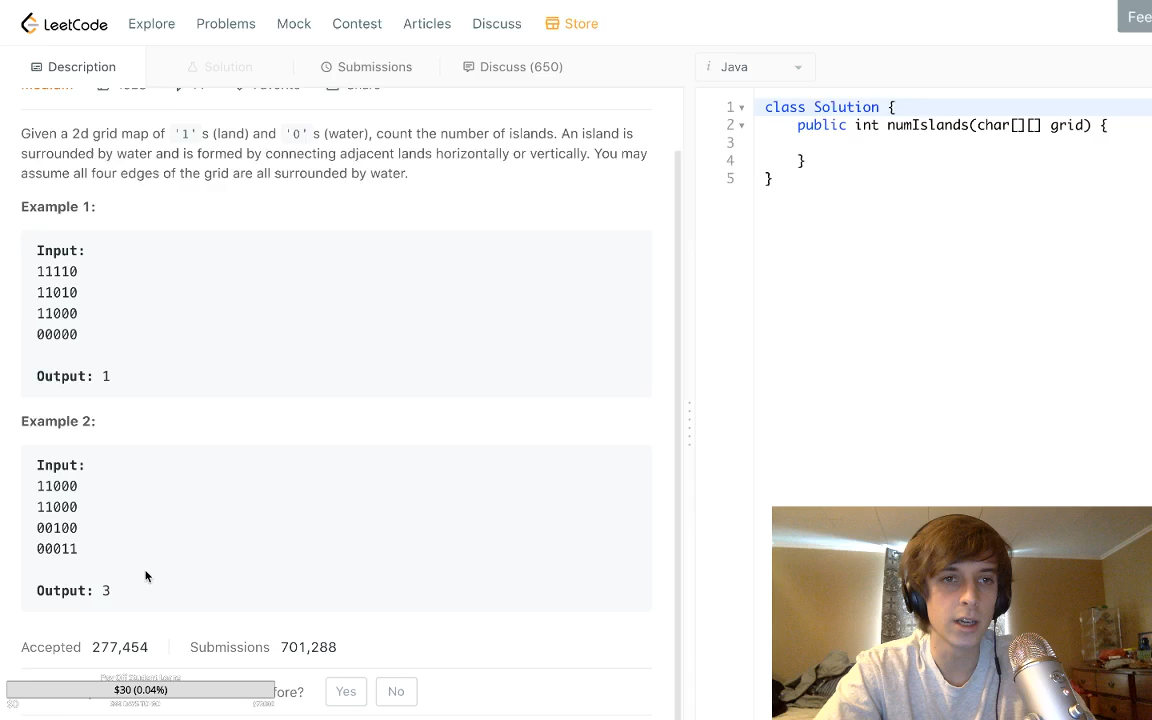 LeetCode Explore Problems Mock Contest Articles Discuss Store Fee
Description Solution Submissions Discuss (650) i Java
Given a 2d grid map of '1' s (land) and '0' s (water), count the number of islands. An island is
surrounded by water and is formed by connecting adjacent lands horizontally or vertically. You may
assume all four edges of the grid are all surrounded by water.
Example 1:
Input:
11110
11010
11000
00000
Output: 1
Example 2:
Input:
11000
11000
00100
00011
Output: 3
Accepted 277,454 Submissions 701,288
$30 (0.04%)
fore? Yes No
1 class Solution {
2 public int numIslands(char[][] grid) {
3
4 }
5 }